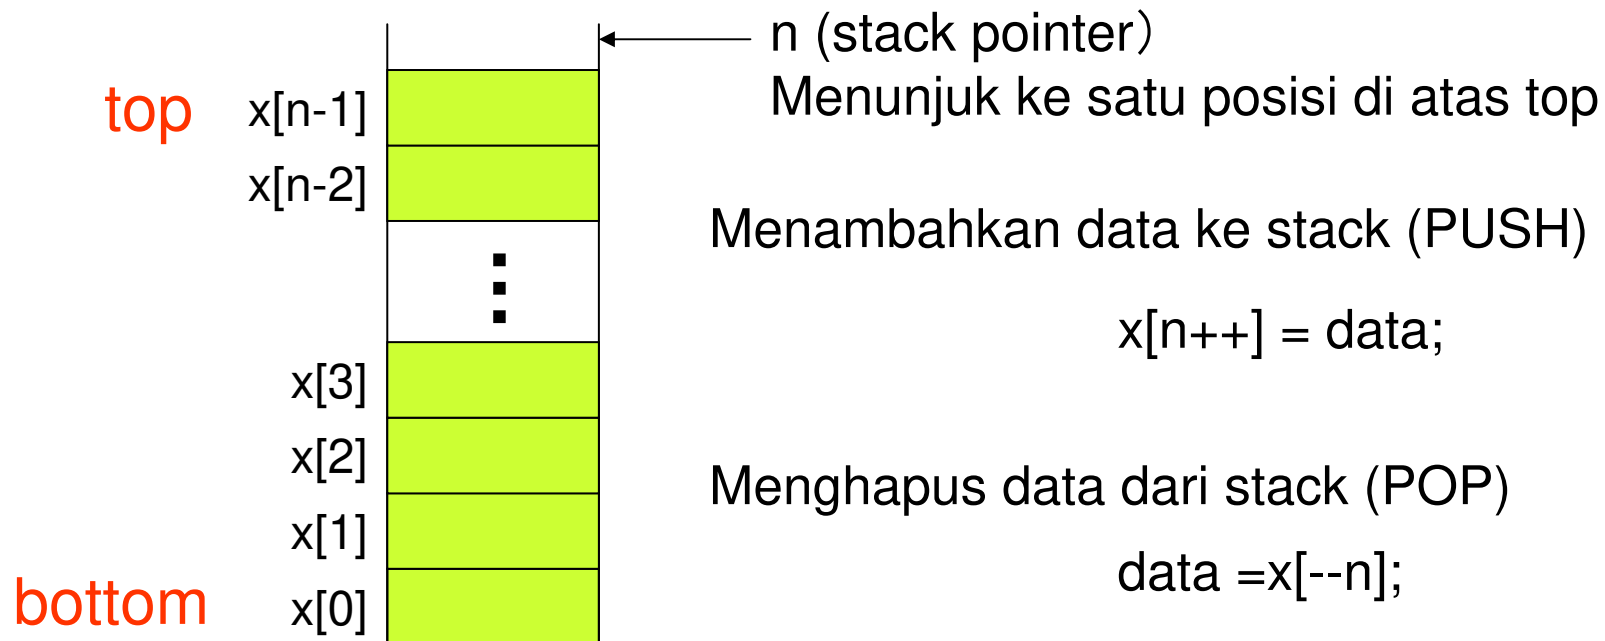 n (stack pointer）
Menunjuk ke satu posisi di atas top
top
x[n-1]
x[n-2]
Menambahkan data ke stack (PUSH)
x[n++] = data;
x[3]
x[2]
Menghapus data dari stack (POP)
x[1]
data =x[--n];
bottom
x[0]